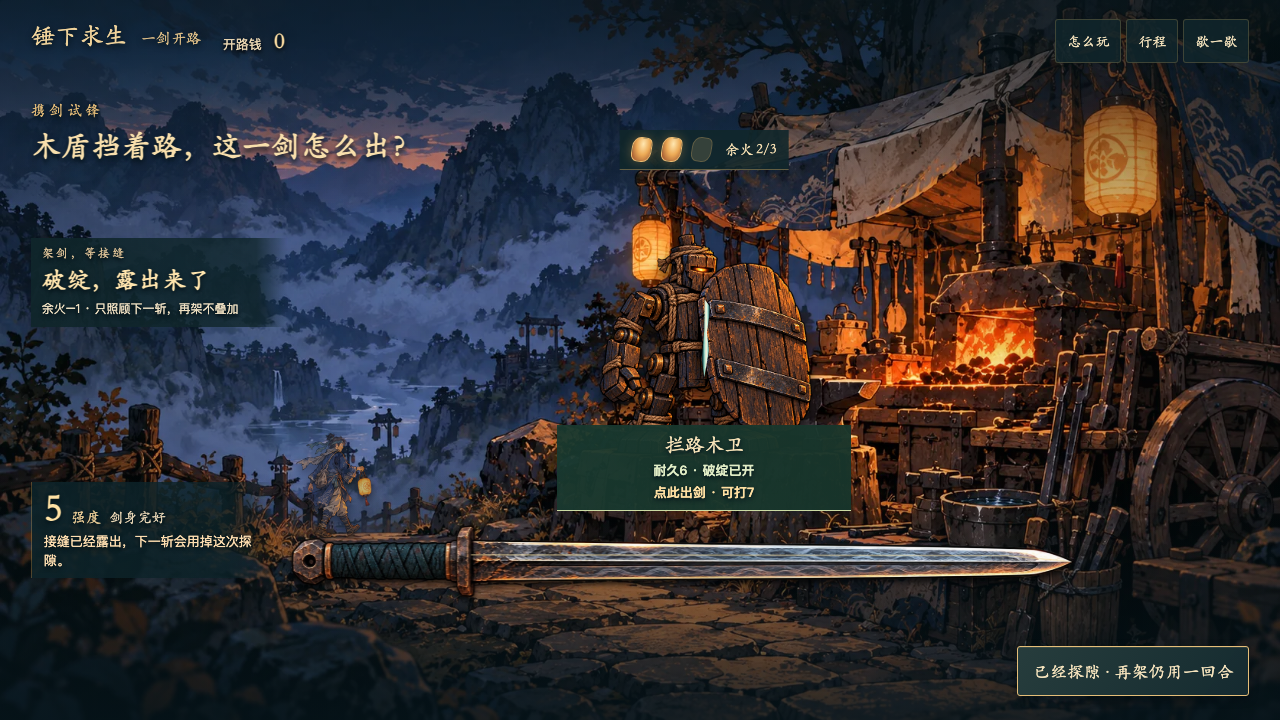 锤下求生 一剑开路 开路钱 0
怎么玩 行程 歇一歇
携剑试锋
木盾挡着路，这一剑怎么出？
余火 2/3
架剑，等接缝
破绽，露出来了
余火−1 · 只照顾下一斩，再架不叠加
拦路木卫
耐久6 · 破绽已开
点此出剑 · 可打7
5 强度 剑身完好
接缝已经露出，下一斩会用掉这次探
隙。
已经探隙 · 再架仍用一回合